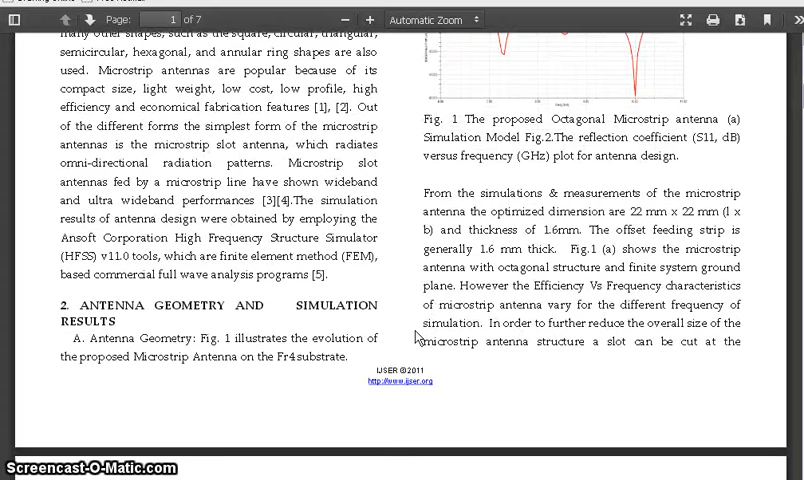 Page: 1 of 7
Automatic Zoom
many other shapes, such as the square, circular, triangular,
semicircular, hexagonal, and annular ring shapes are also
used. Microstrip antennas are popular because of its
compact size, light weight, low cost, low profile, high
efficiency and economical fabrication features [1], [2]. Out
of the different forms the simplest form of the microstrip
antennas is the microstrip slot antenna, which radiates
omni-directional radiation patterns. Microstrip slot
antennas fed by a microstrip line have shown wideband
and ultra wideband performances [3][4].The simulation
results of antenna design were obtained by employing the
Ansoft Corporation High Frequency Structure Simulator
(HFSS) v11.0 tools, which are finite element method (FEM),
based commercial full wave analysis programs [5].
2. ANTENNA GEOMETRY AND SIMULATION
RESULTS
A. Antenna Geometry: Fig. 1 illustrates the evolution of
the proposed Microstrip Antenna on the Fr4 substrate.
Fig. 1 The proposed Octagonal Microstrip antenna (a)
Simulation Model Fig.2.The reflection coefficient (S11, dB)
versus frequency (GHz) plot for antenna design.
From the simulations & measurements of the microstrip
antenna the optimized dimension are 22 mm x 22 mm (l x
b) and thickness of 1.6mm. The offset feeding strip is
generally 1.6 mm thick. Fig.1 (a) shows the microstrip
antenna with octagonal structure and finite system ground
plane. However the Efficiency Vs Frequency characteristics
of microstrip antenna vary for the different frequency of
simulation. In order to further reduce the overall size of the
microstrip antenna structure a slot can be cut at the
IJSER © 2011
http://www.ijser.org
Screencast-O-Matic.com